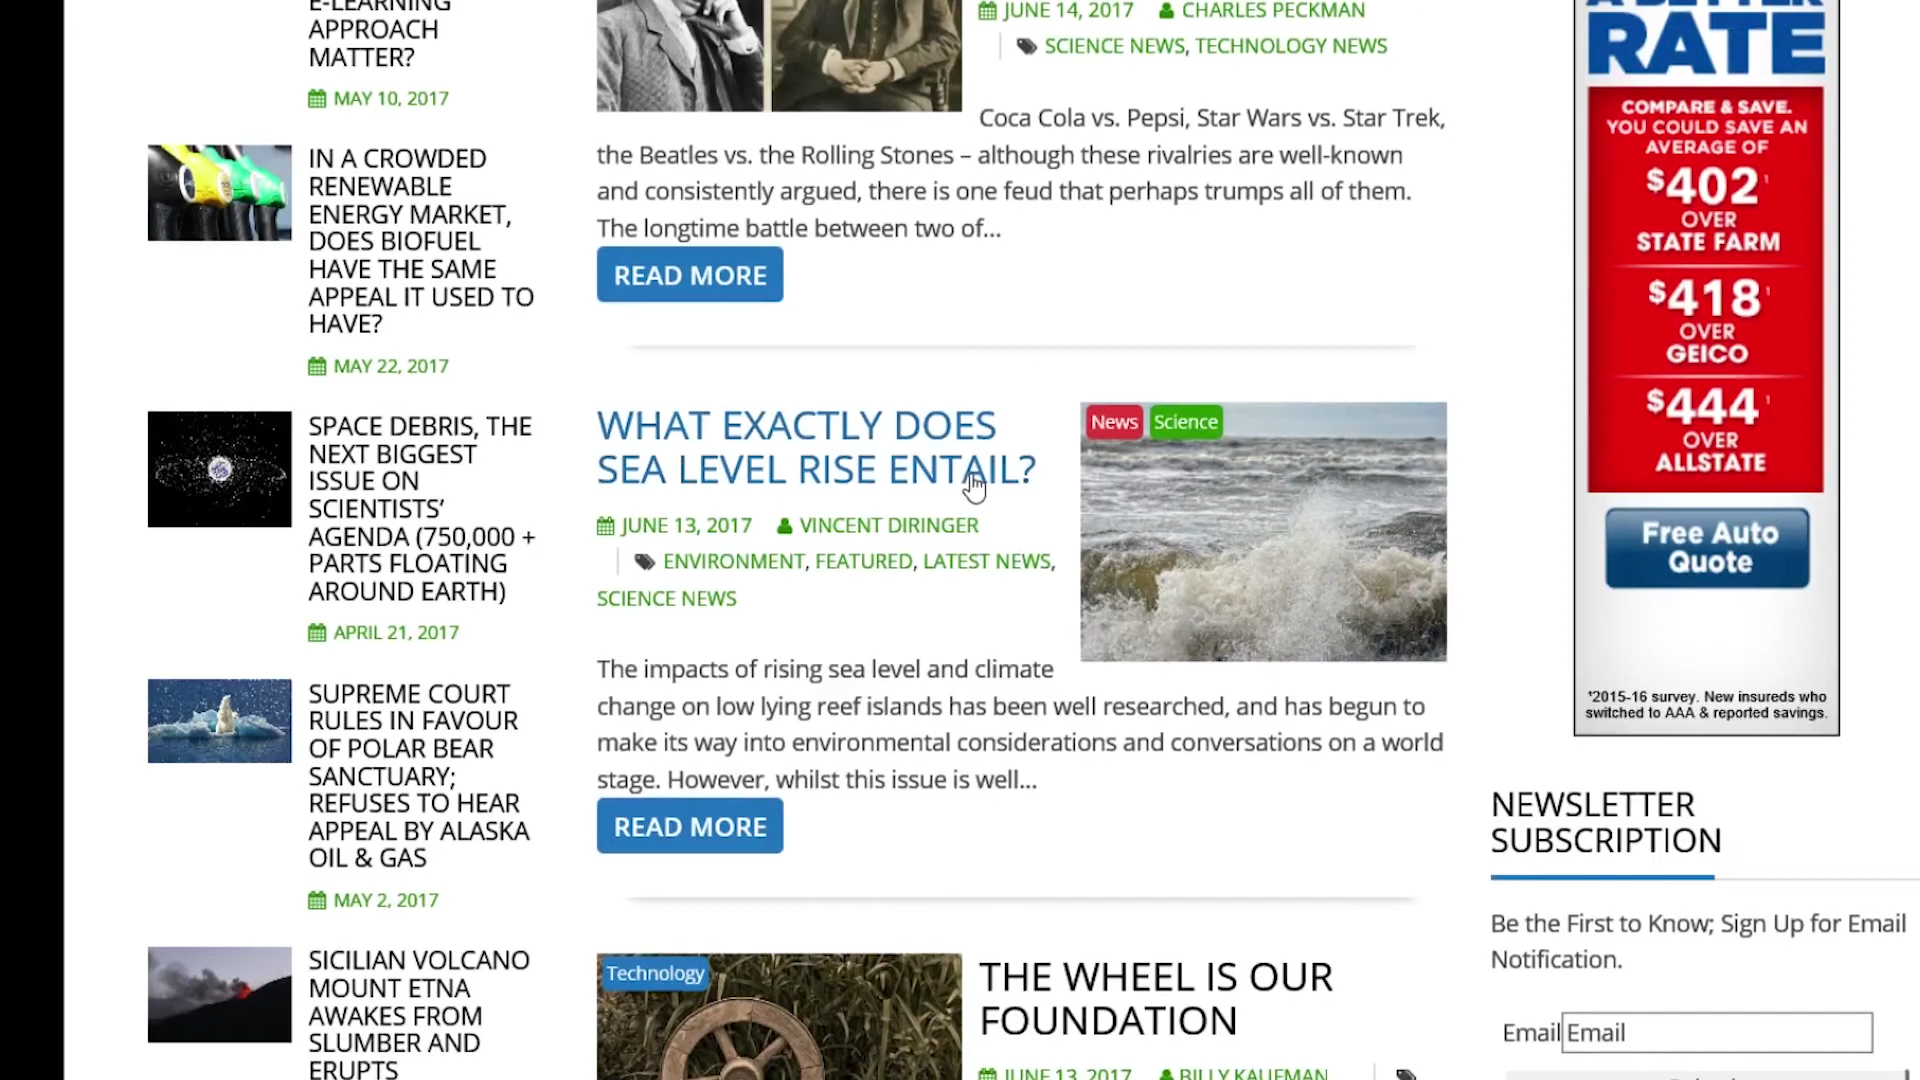 E-LEARNING
APPROACH
MATTER?
MAY 10, 2017
IN A CROWDED
RENEWABLE
ENERGY MARKET,
DOES BIOFUEL
HAVE THE SAME
APPEAL IT USED TO
HAVE?
MAY 22, 2017
SPACE DEBRIS, THE
NEXT BIGGEST
ISSUE ON
SCIENTISTS’
AGENDA (750,000 +
PARTS FLOATING
AROUND EARTH)
APRIL 21, 2017
SUPREME COURT
RULES IN FAVOUR
OF POLAR BEAR
SANCTUARY;
REFUSES TO HEAR
APPEAL BY ALASKA
OIL & GAS
MAY 2, 2017
SICILIAN VOLCANO
MOUNT ETNA
AWAKES FROM
SLUMBER AND
ERUPTS
JUNE 14, 2017 CHARLES PECKMAN
SCIENCE NEWS, TECHNOLOGY NEWS
Coca Cola vs. Pepsi, Star Wars vs. Star Trek,
the Beatles vs. the Rolling Stones – although these rivalries are well-known
and consistently argued, there is one feud that perhaps trumps all of them.
The longtime battle between two of...
READ MORE
WHAT EXACTLY DOES
SEA LEVEL RISE ENTAIL?
News Science
JUNE 13, 2017 VINCENT DIRINGER
ENVIRONMENT, FEATURED, LATEST NEWS,
SCIENCE NEWS
The impacts of rising sea level and climate
change on low lying reef islands has been well researched, and has begun to
make its way into environmental considerations and conversations on a world
stage. However, whilst this issue is well...
READ MORE
Technology
THE WHEEL IS OUR
FOUNDATION
JUNE 13, 2017 BILLY KAUFMAN
A BETTER
RATE
COMPARE & SAVE.
YOU COULD SAVE AN
AVERAGE OF
$402¹
OVER
STATE FARM
$418¹
OVER
GEICO
$444¹
OVER
ALLSTATE
Free Auto
Quote
¹2015-16 survey. New insureds who
switched to AAA & reported savings.
NEWSLETTER
SUBSCRIPTION
Be the First to Know; Sign Up for Email
Notification.
Email Email